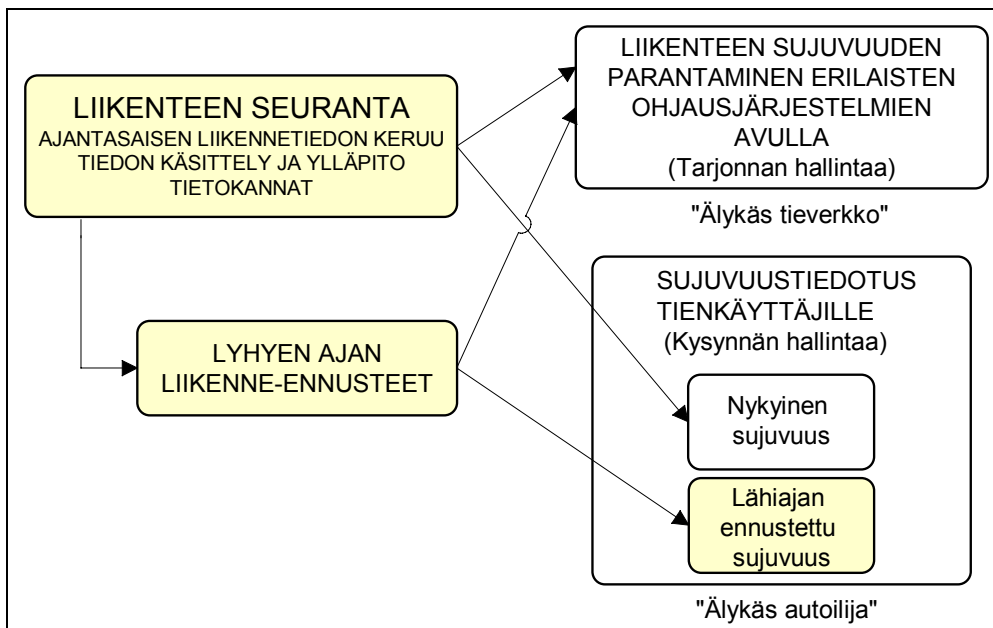 LIIKENTEEN SEURANTA
AJANTASAISEN LIIKENNETIEDON KERUU
TIEDON KÄSITTELY JA YLLÄPITO
TIETOKANNAT
LYHYEN AJAN
LIIKENNE-ENNUSTEET
LIIKENTEEN SUJUVUUDEN
PARANTAMINEN ERILAISTEN
OHJAUSJÄRJESTELMIEN
AVULLA
(Tarjonnan hallintaa)
"Älykäs tieverkko"
SUJUVUUSTIEDOTUS
TIENKÄYTTÄJILLE
(Kysynnän hallintaa)
Nykyinen
sujuvuus
Lähiajan
ennustettu
sujuvuus
"Älykäs autoilija"